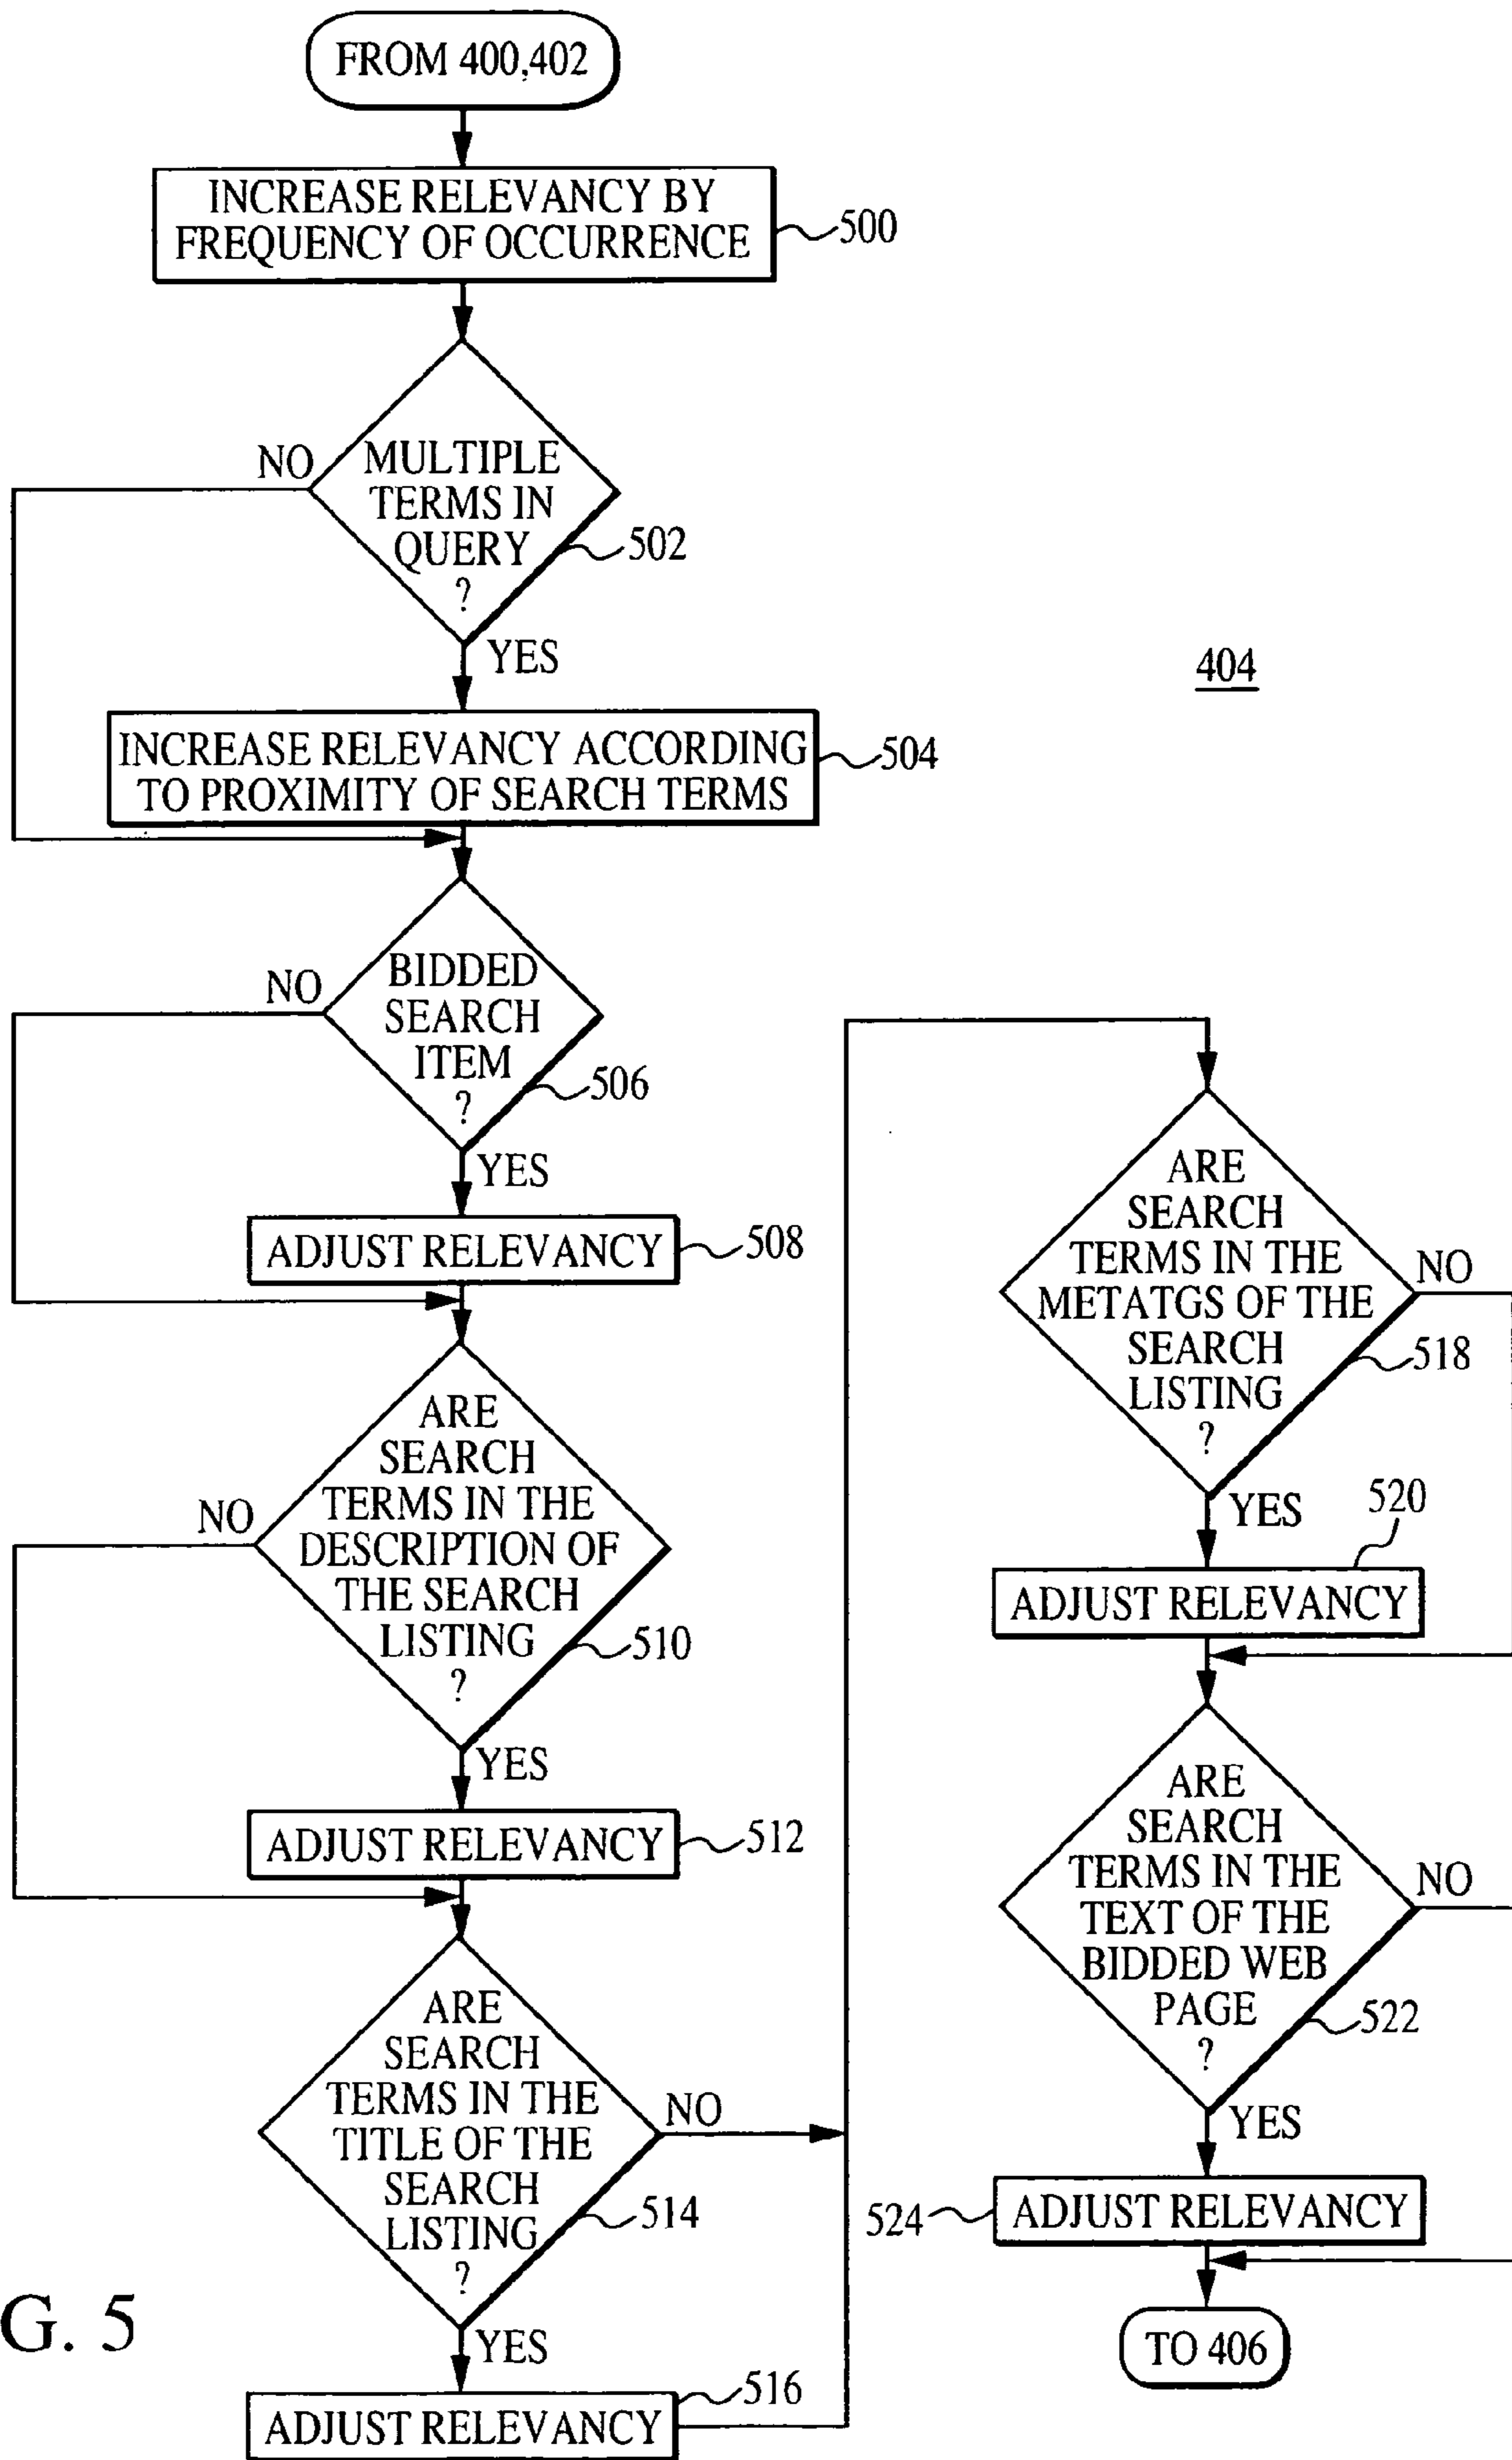 FROM 400,402
INCREASE RELEVANCY BY
FREQUENCY OF OCCURRENCE
500
NO
MULTIPLE
TERMS IN
QUERY
?
502
YES
INCREASE RELEVANCY ACCORDING
TO PROXIMITY OF SEARCH TERMS
504
NO
BIDDED
SEARCH
ITEM
?
506
YES
ADJUST RELEVANCY
508
NO
ARE
SEARCH
TERMS IN THE
DESCRIPTION OF
THE SEARCH
LISTING
?
510
YES
ADJUST RELEVANCY
512
ARE
SEARCH
TERMS IN THE
TITLE OF THE
SEARCH
LISTING
?
NO
514
YES
ADJUST RELEVANCY
516
G. 5
404
ARE
SEARCH
TERMS IN THE
METATGS OF THE
SEARCH
LISTING
?
NO
518
YES
520
ADJUST RELEVANCY
ARE
SEARCH
TERMS IN THE
TEXT OF THE
BIDDED WEB
PAGE
?
NO
522
YES
524
ADJUST RELEVANCY
TO 406